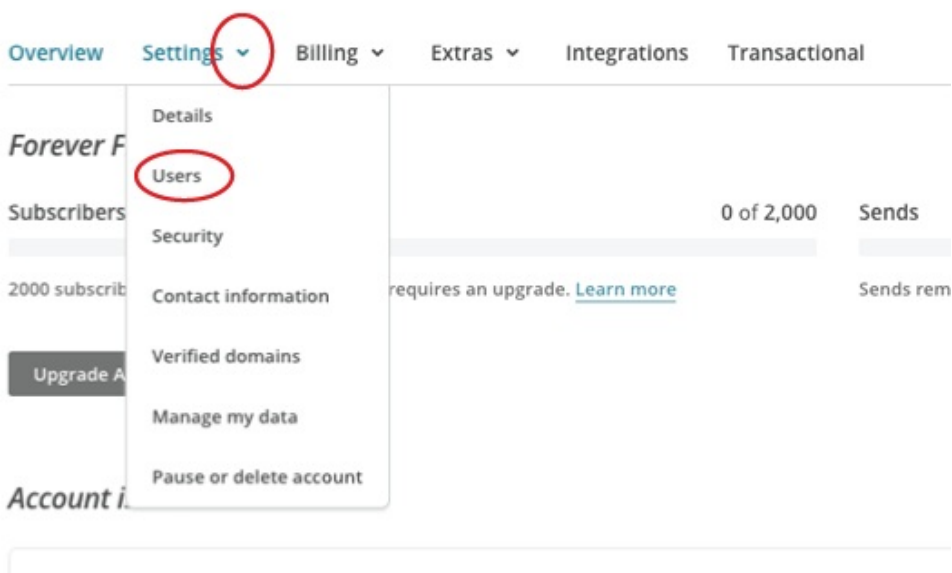 Overview Settings Billing Extras Integrations Transactional
Details
Forever F
Users
Subscribers 0 of 2,000 Sends
Security
2000 subscrib requires an upgrade. Learn more Sends rem
Contact information
Verified domains
Upgrade A
Manage my data
Pause or delete account
Account i